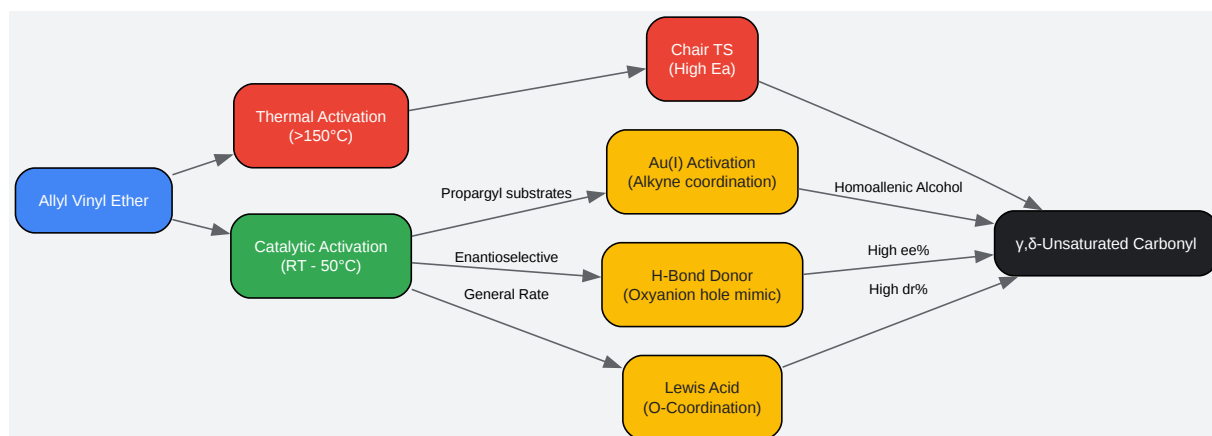 Allyl Vinyl Ether
Thermal Activation
(>150°C)
Catalytic Activation
(RT - 50°C)
Chair TS
(High Ea)
Propargyl substrates
Au(I) Activation
(Alkyne coordination)
Homoallenic Alcohol
Enantioselective
H-Bond Donor
(Oxyanion hole mimic)
High ee%
General Rate
Lewis Acid
(O-Coordination)
High dr%
γ,δ-Unsaturated Carbonyl